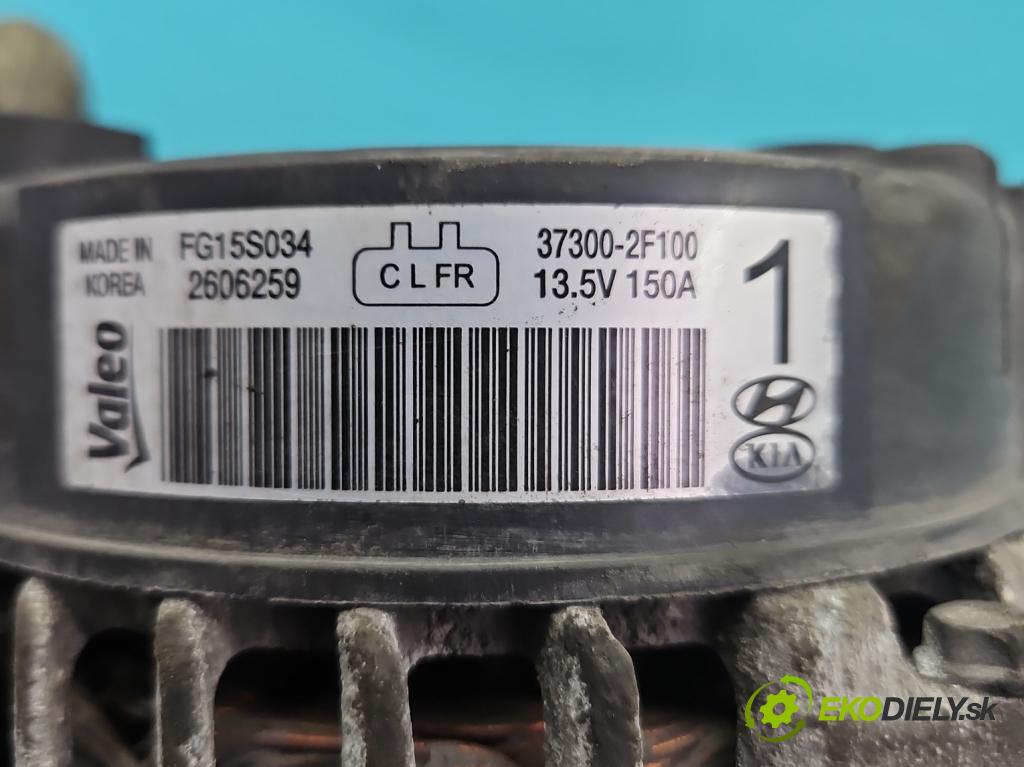 MADE IN
KOREA
FG15S034
2606259
C L FR
37300-2F100
13.5V 150A
1
Valeo
KIA
EKODIELY.sk